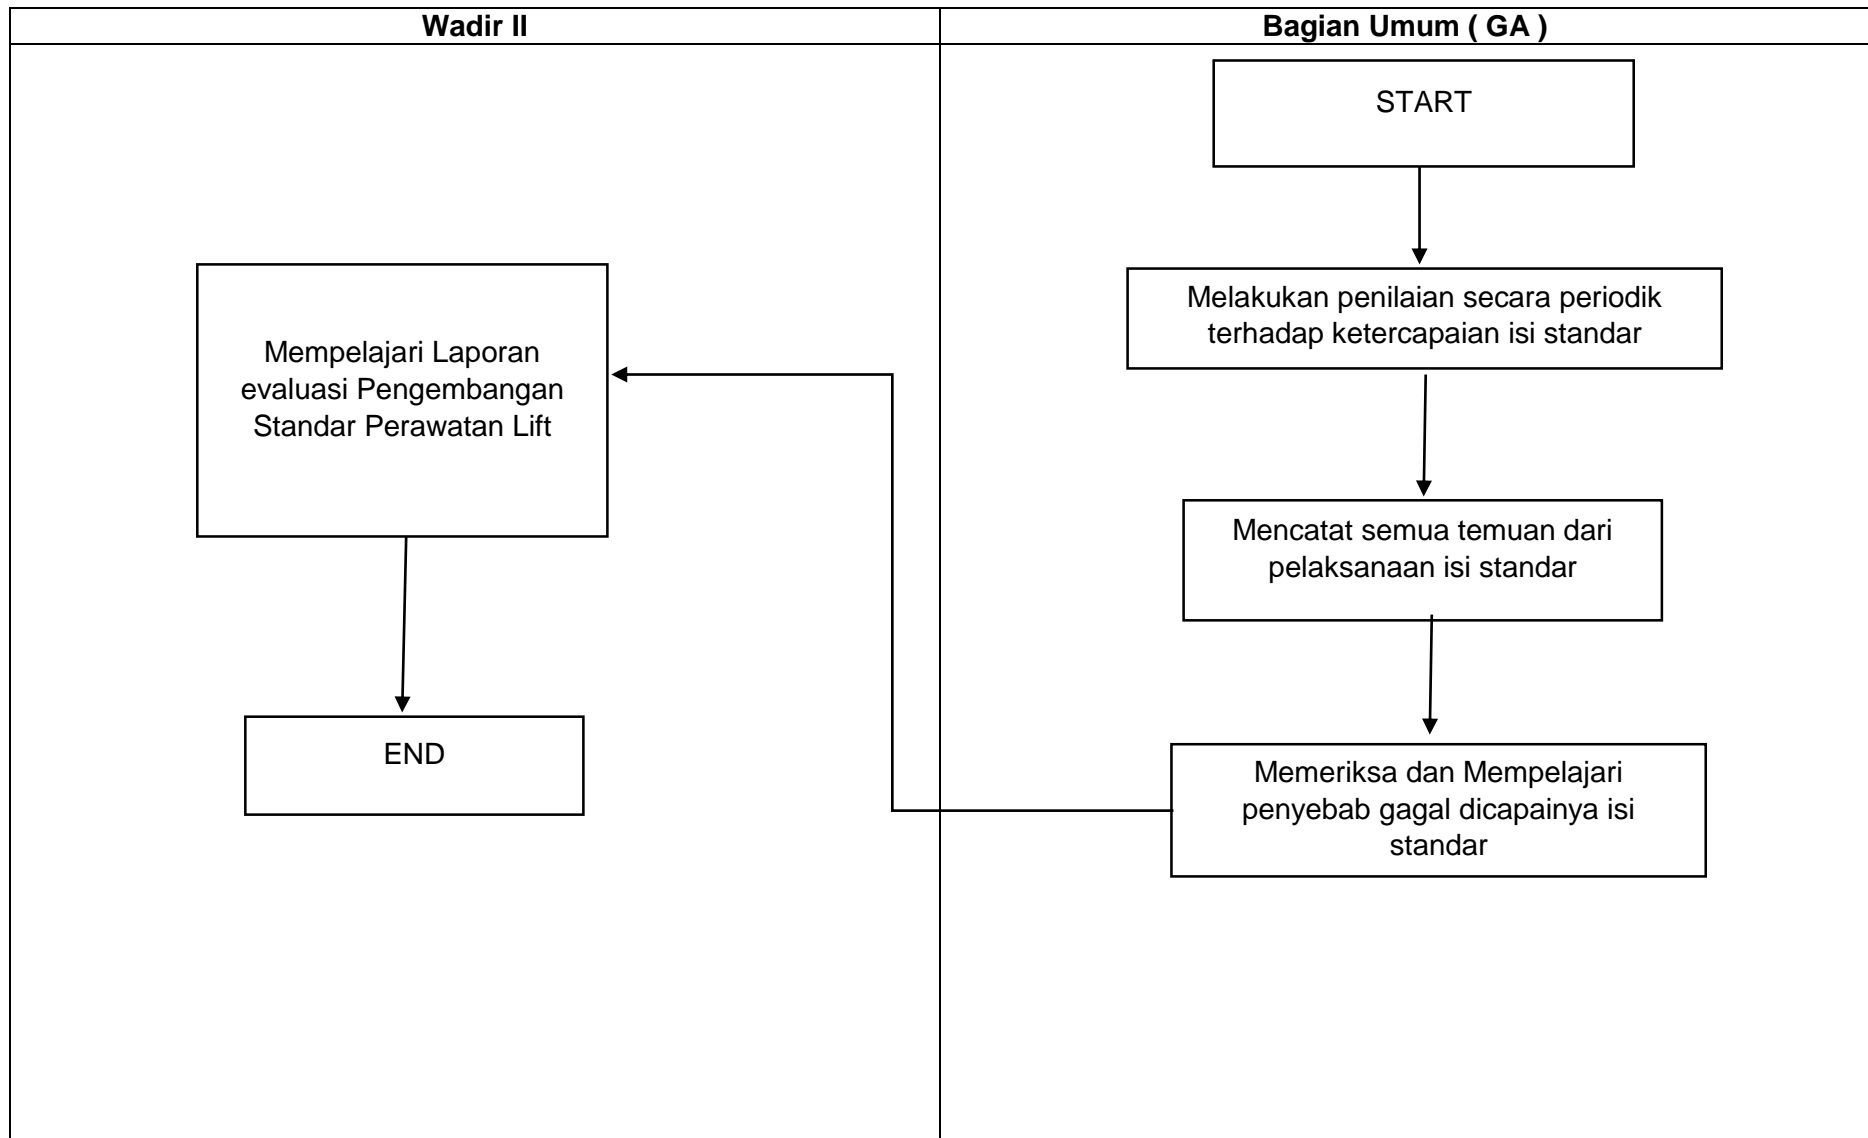 Wadir II
Bagian Umum ( GA )
START
Melakukan penilaian secara periodik
terhadap ketercapaian isi standar
Mencatat semua temuan dari
pelaksanaan isi standar
Memeriksa dan Mempelajari
penyebab gagal dicapainya isi
standar
Mempelajari Laporan
evaluasi Pengembangan
Standar Perawatan Lift
END